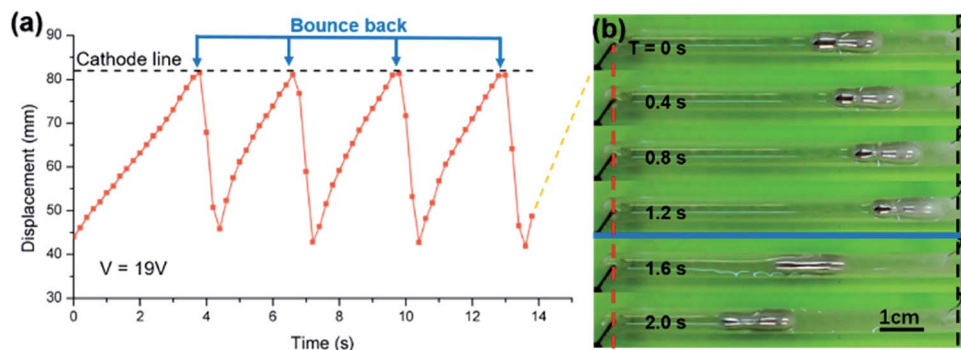 (a)
Bounce back
90
Cathode line
80
70
60
50
40
30
Displacement (mm)
V = 19V
0 2 4 6 8 10 12 14
Time (s)
(b)
T = 0 s
0.4 s
0.8 s
1.2 s
1.6 s
2.0 s
1cm